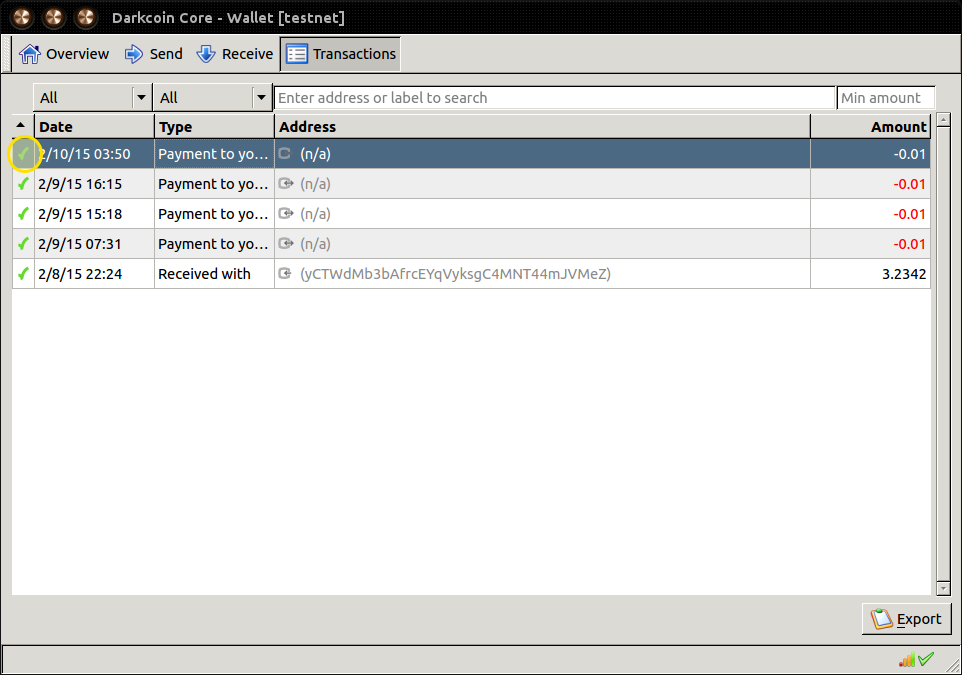 Darkcoin Core - Wallet [testnet]
Overview Send Receive Transactions
All All Enter address or label to search Min amount
Date Type Address Amount
2/10/15 03:50 Payment to yo... (n/a) -0.01
2/9/15 16:15 Payment to yo... (n/a) -0.01
2/9/15 15:18 Payment to yo... (n/a) -0.01
2/9/15 07:31 Payment to yo... (n/a) -0.01
2/8/15 22:24 Received with (yCTWdMb3bAfrcEYqVyksgC4MNT44mJVMeZ) 3.2342
Export